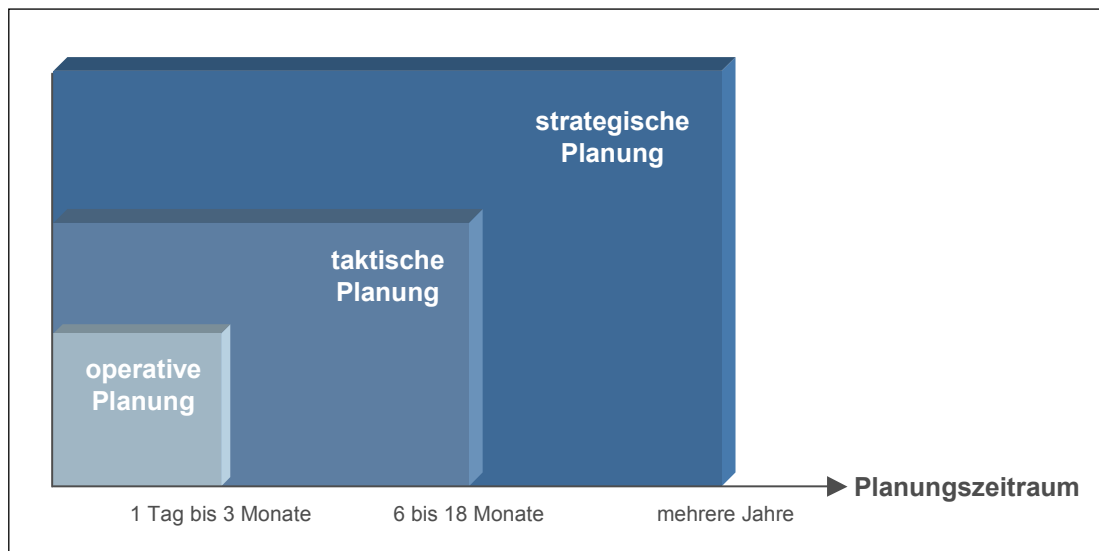 strategische
Planung
taktische
Planung
operative
Planung
Planungszeitraum
1 Tag bis 3 Monate
6 bis 18 Monate
mehrere Jahre